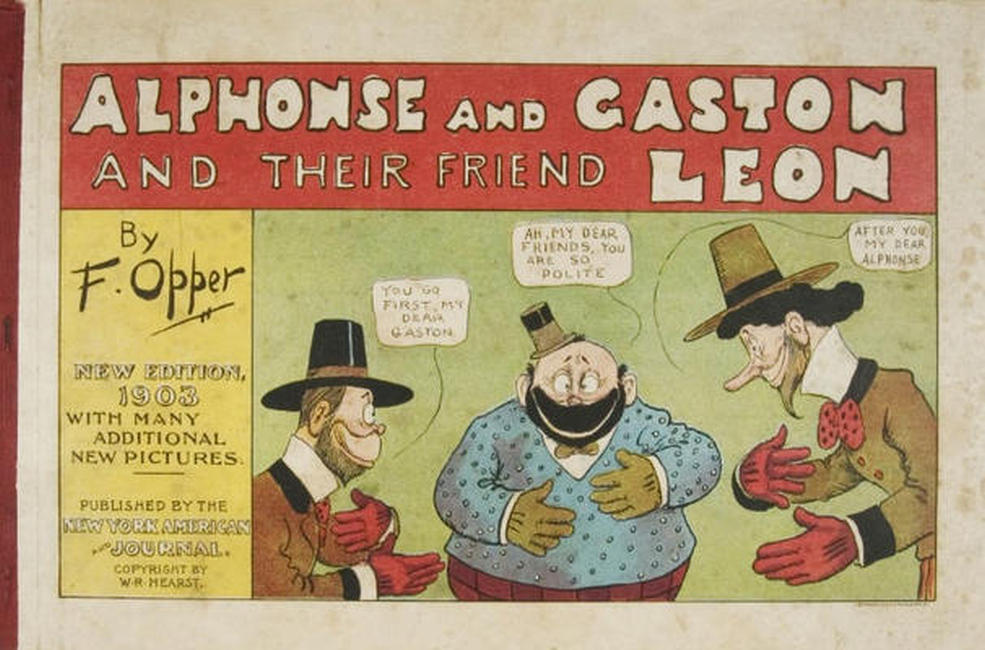 ALPHONSE AND GASTON
AND THEIR FRIEND LEON
By
F. Opper
NEW EDITION,
1903
WITH MANY
ADDITIONAL
NEW PICTURES.
PUBLISHED BY THE
NEW YORK AMERICAN
AND JOURNAL.
COPYRIGHT BY
W·R·HEARST.
YOU GO
FIRST, MY
DEAR
GASTON
AH, MY DEAR
FRIENDS, YOU
ARE SO
POLITE
AFTER YOU,
MY DEAR
ALPHONSE